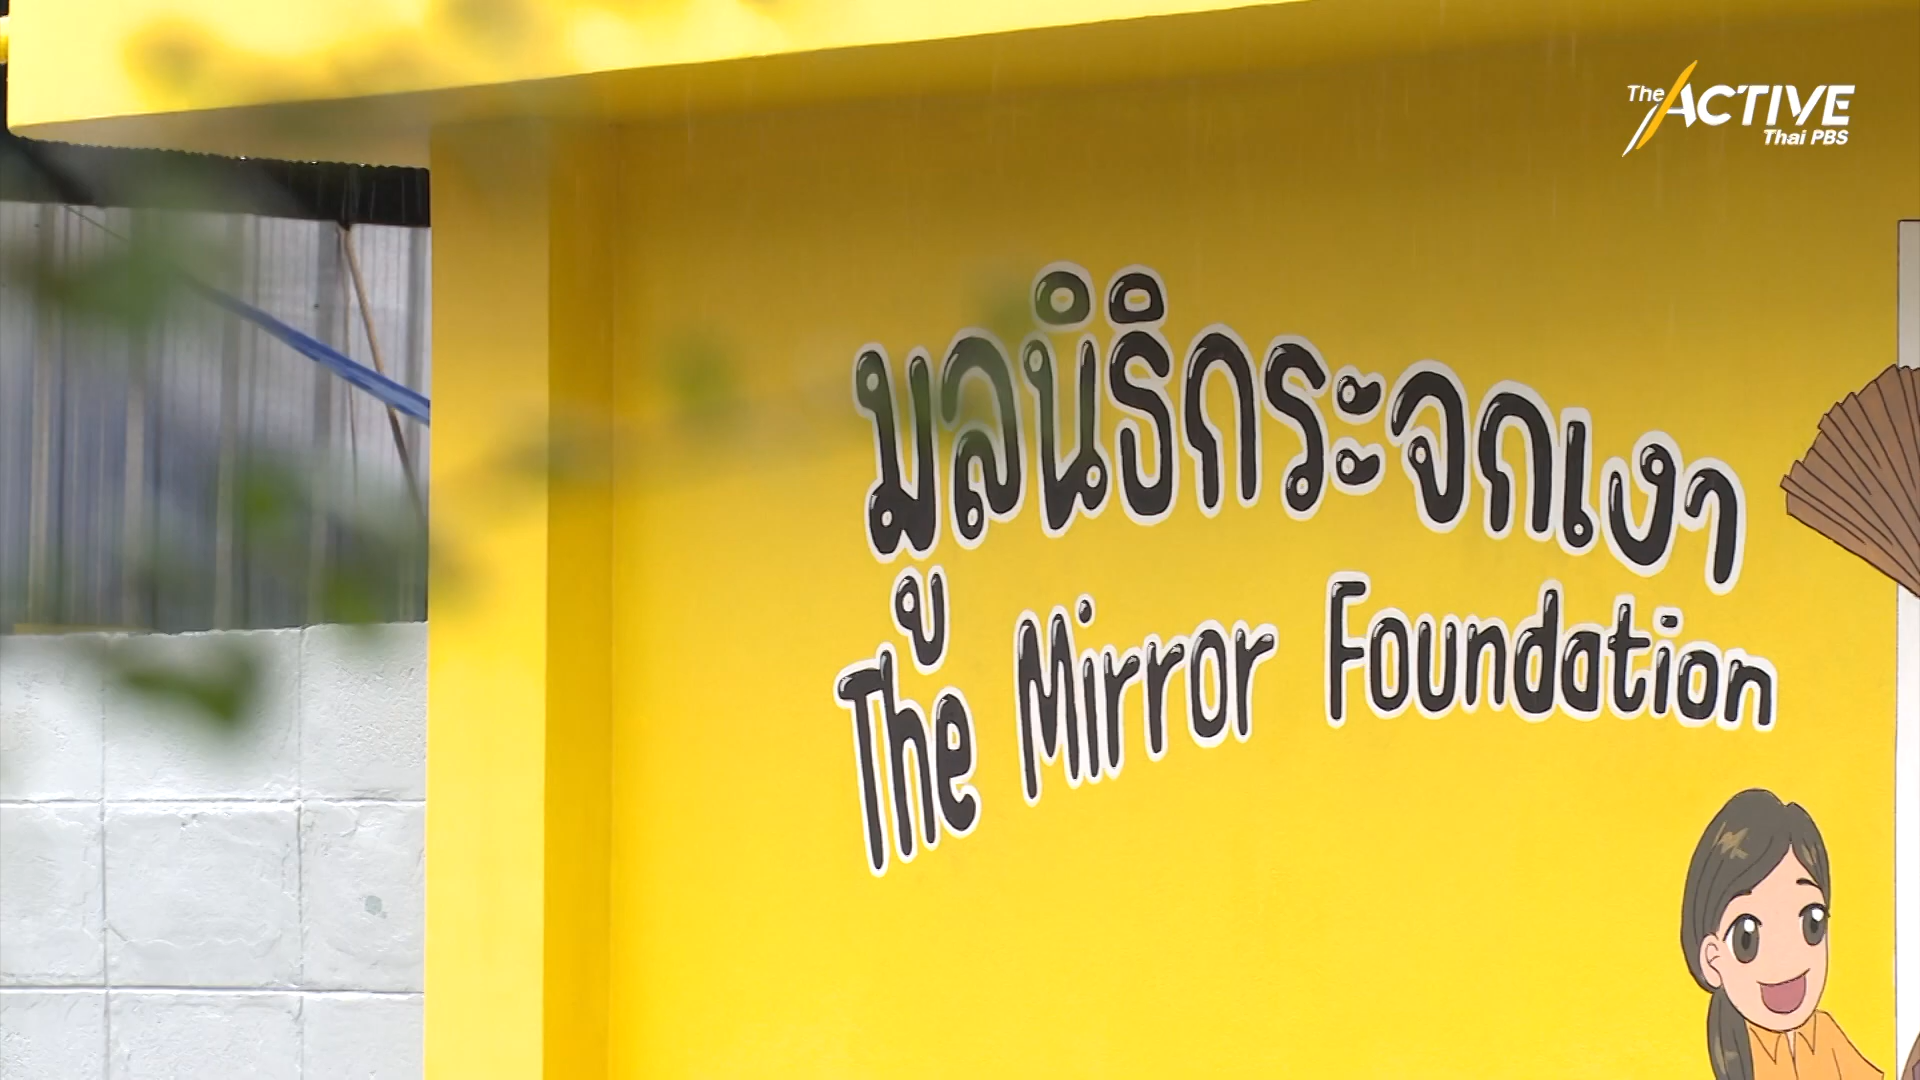 The ACTIVE
Thai PBS
มูลนิธิกระจกเงา
The Mirror Foundation